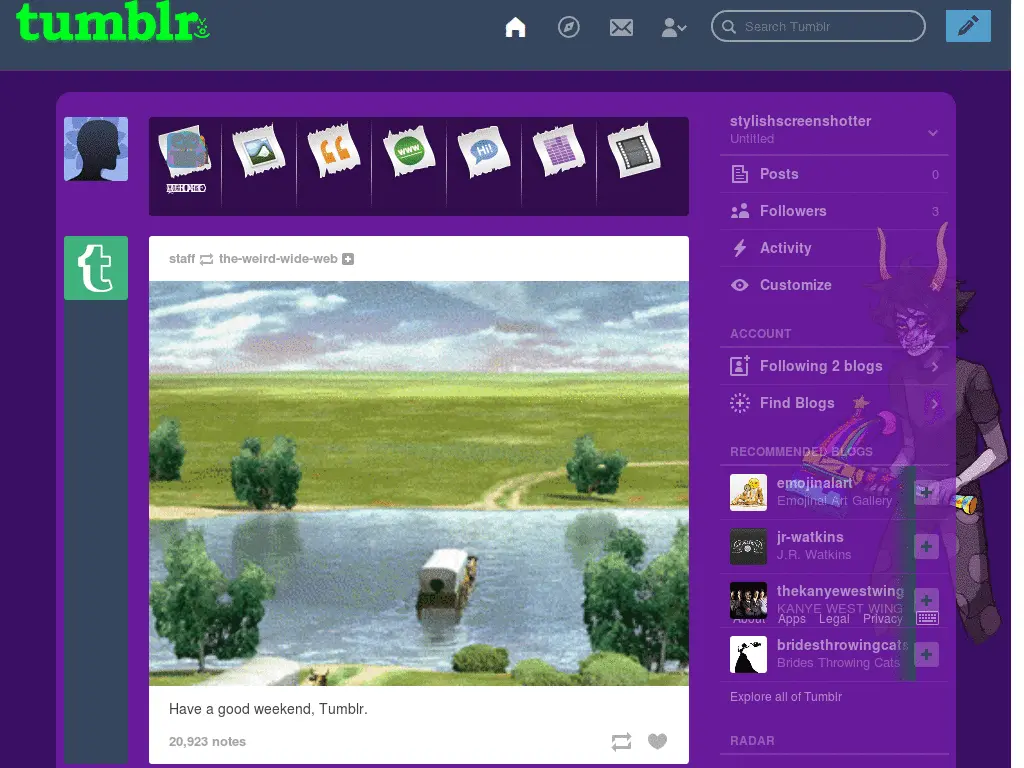 tumblr
Search Tumblr
www
Hi!
staff the-weird-wide-web
Have a good weekend, Tumblr.
20,923 notes
stylishscreenshotter
Untitled
Posts 0
Followers 3
Activity
Customize
ACCOUNT
Following 2 blogs
Find Blogs
RECOMMENDED BLOGS
emojinalart
Emojinal Art Gallery
jr-watkins
J.R. Watkins
thekanyewestwing
KANYE WEST WING
About Apps Legal Privacy
bridesthrowingcats
Brides Throwing Cats
Explore all of Tumblr
RADAR